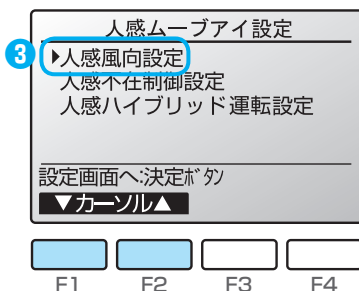 人感ムーブアイ設定
3 ▶人感風向設定
人感不在制御設定
人感ハイブリッド運転設定
設定画面へ:決定ボタン
▼カーソル▲
F1 F2 F3 F4